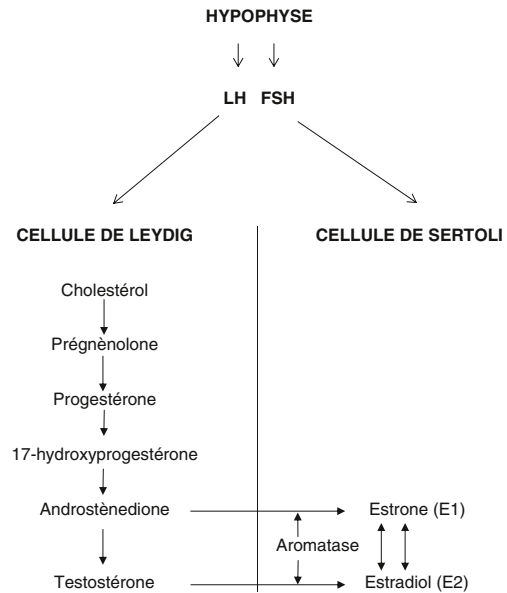 HYPOPHYSE
LH FSH
CELLULE DE LEYDIG
CELLULE DE SERTOLI
Cholestérol
Prégnènolone
Progestérone
17-hydroxyprogestérone
Androstènedione
Estrone (E1)
Aromatase
Testostérone
Estradiol (E2)